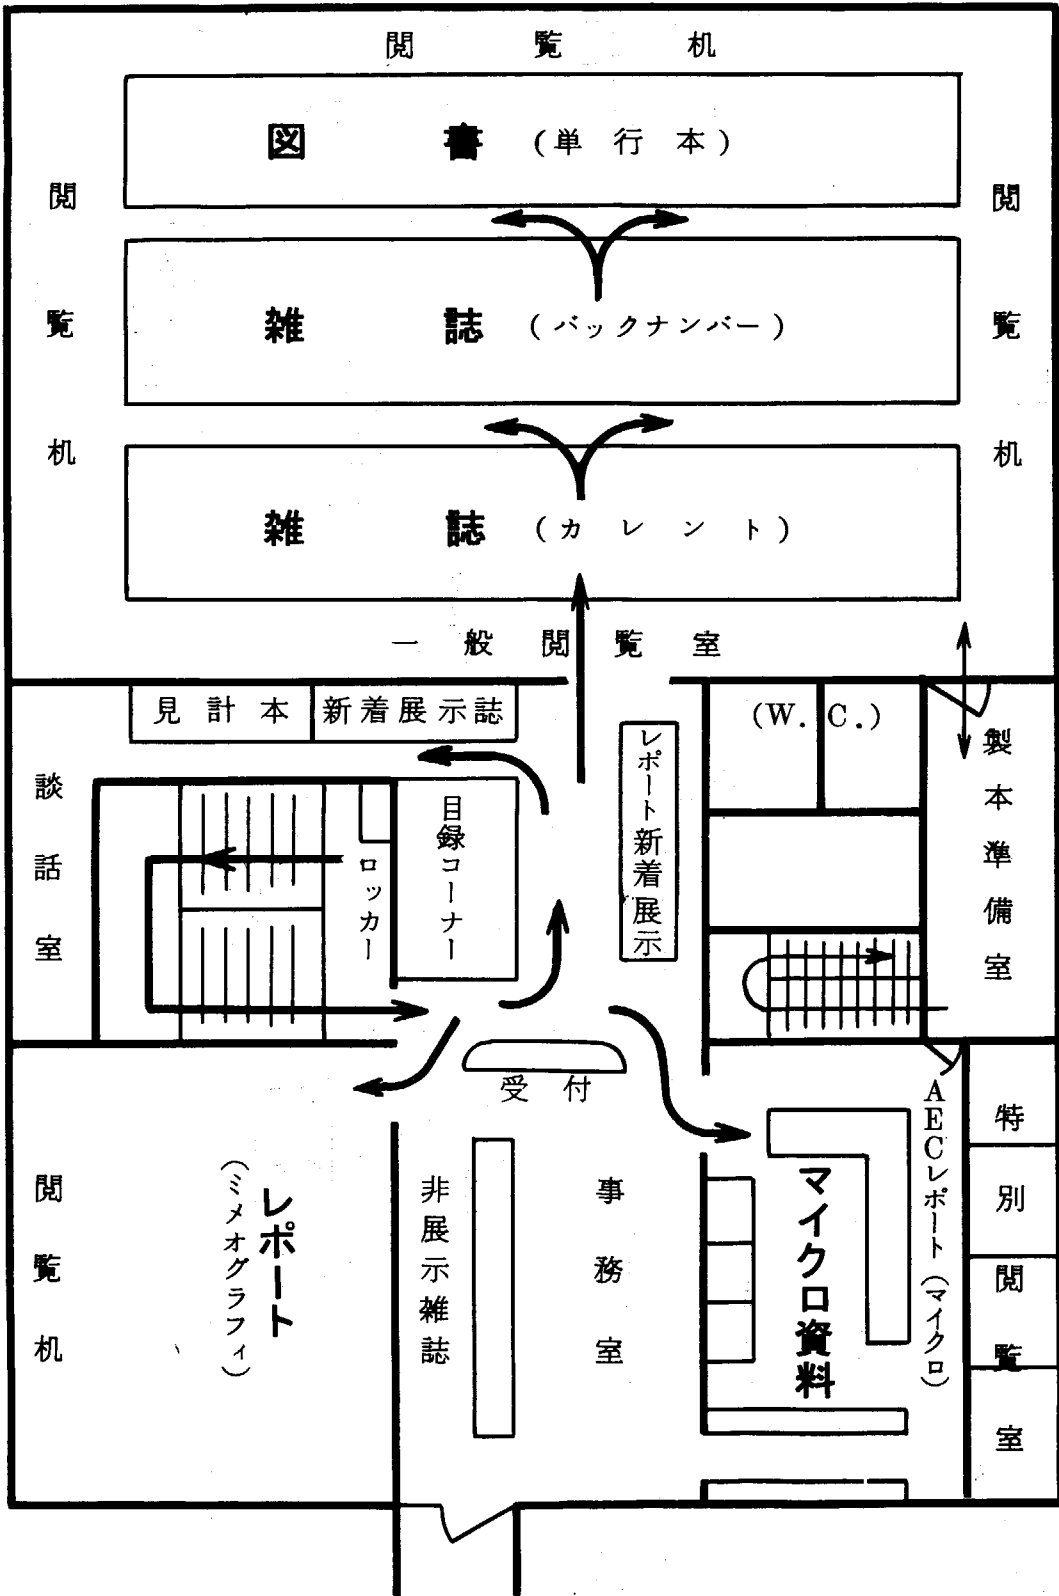 閲覧机
図書(単行本)
閲覧机
閲覧机
雑誌(バックナンバー)
雑誌(カレント)
一般閲覧室
見計本
新着展示誌
(W.C.)
レポート新着展示
製本準備室
談話室
目録コーナー
ロッカー
受付
閲覧机
レポート
(ミメオグラフィ)
非展示雑誌
事務室
マイクロ資料
AECレポート(マイクロ)
特別閲覧室